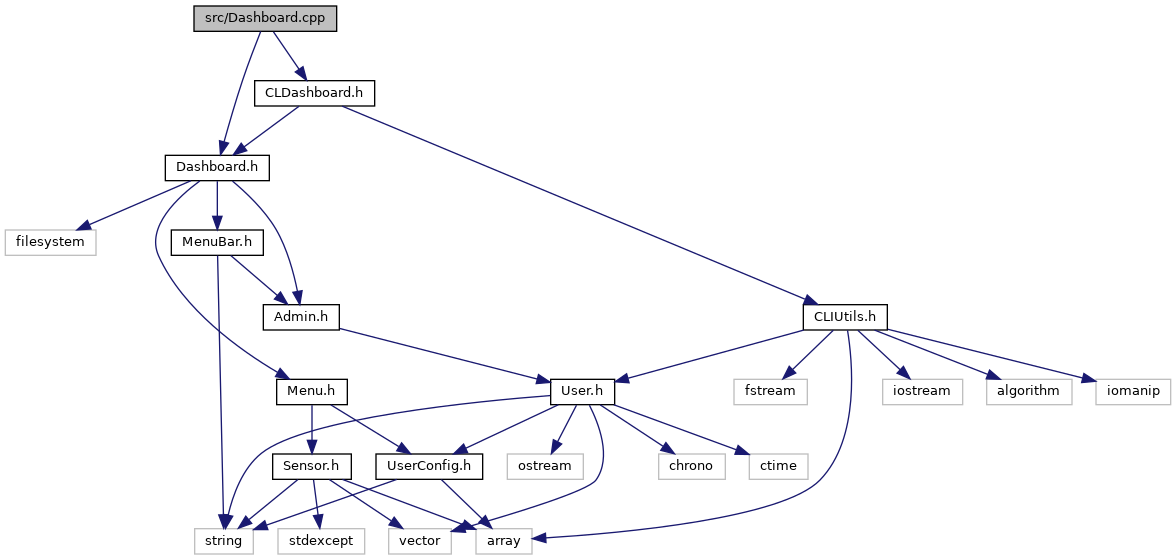 src/Dashboard.cpp
CLDashboard.h
Dashboard.h
filesystem
MenuBar.h
Admin.h
CLIUtils.h
Menu.h
User.h
fstream
iostream
algorithm
iomanip
Sensor.h
UserConfig.h
ostream
chrono
ctime
string
stdexcept
vector
array